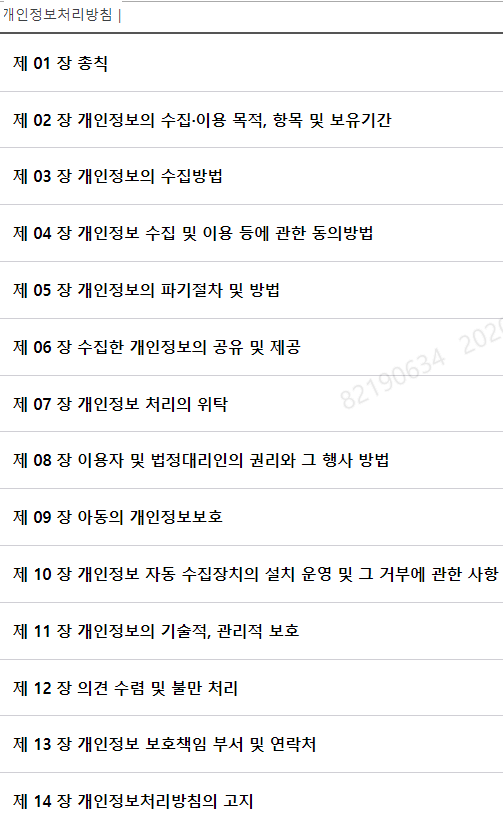 개인정보처리방침 |
제 01 장 총칙
제 02 장 개인정보의 수집·이용 목적, 항목 및 보유기간
제 03 장 개인정보의 수집방법
제 04 장 개인정보 수집 및 이용 등에 관한 동의방법
제 05 장 개인정보의 파기절차 및 방법
제 06 장 수집한 개인정보의 공유 및 제공
82190634 2020
제 07 장 개인정보 처리의 위탁
제 08 장 이용자 및 법정대리인의 권리와 그 행사 방법
제 09 장 아동의 개인정보보호
제 10 장 개인정보 자동 수집장치의 설치 운영 및 그 거부에 관한 사항
제 11 장 개인정보의 기술적, 관리적 보호
제 12 장 의견 수렴 및 불만 처리
제 13 장 개인정보 보호책임 부서 및 연락처
제 14 장 개인정보처리방침의 고지